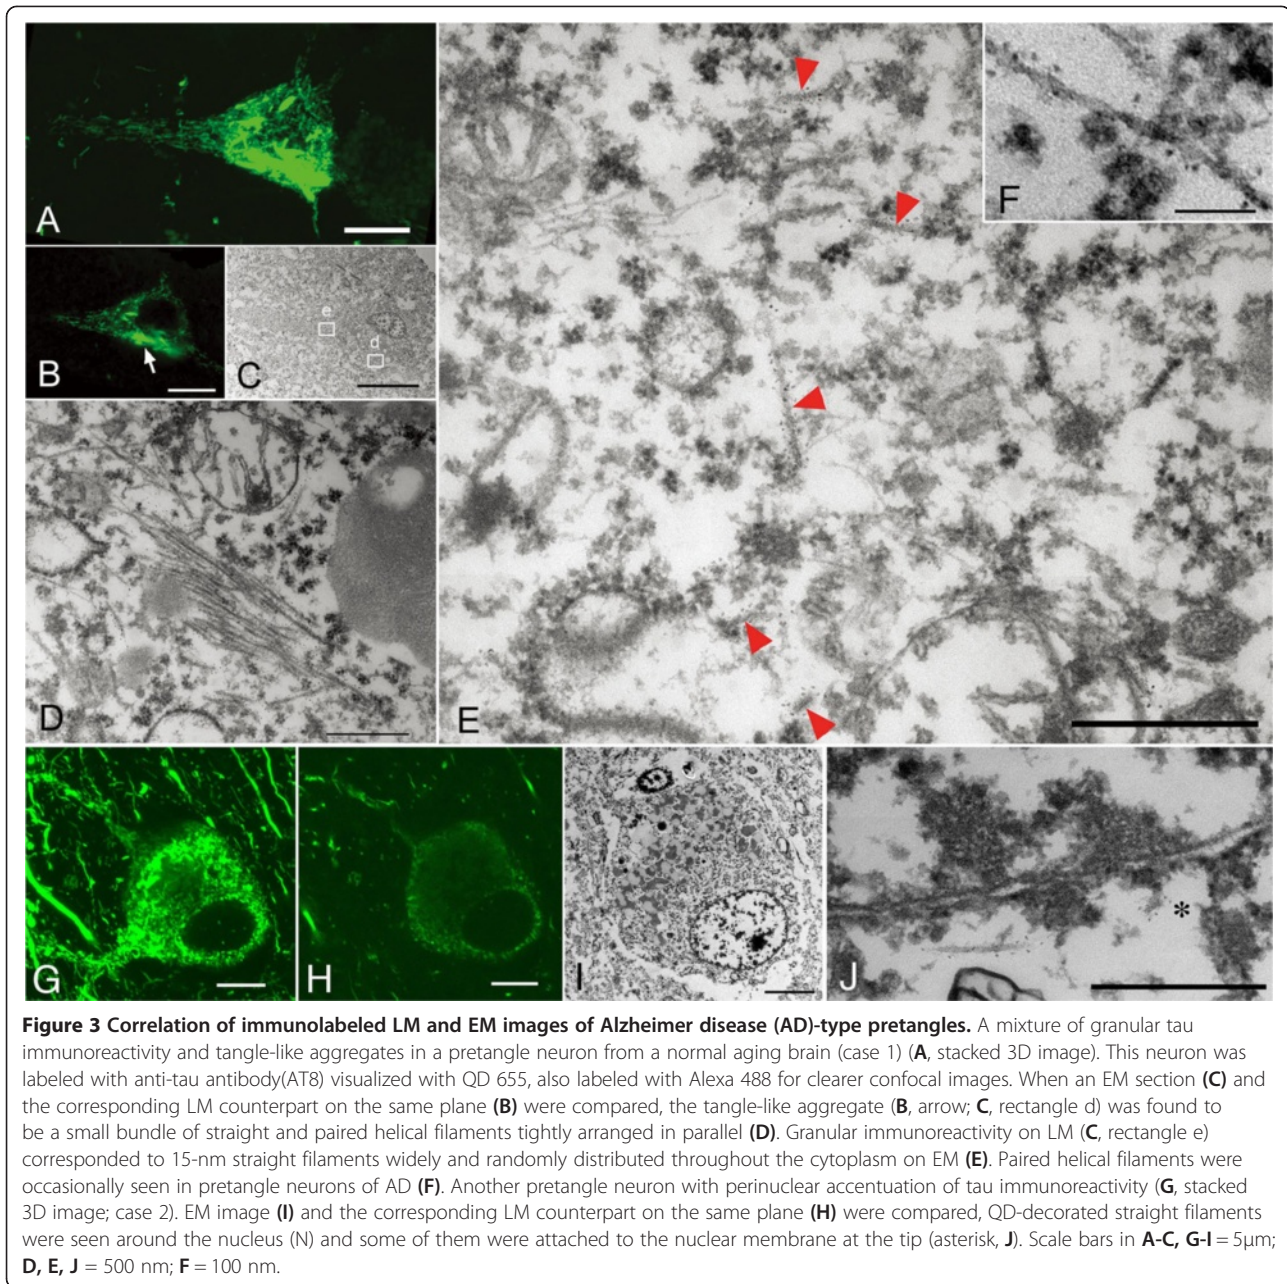 A
F
B
C
e
d
D
E
G
H
I
J
*
Figure 3 Correlation of immunolabeled LM and EM images of Alzheimer disease (AD)-type pretangles. A mixture of granular tau
immunoreactivity and tangle-like aggregates in a pretangle neuron from a normal aging brain (case 1) (A, stacked 3D image). This neuron was
labeled with anti-tau antibody(AT8) visualized with QD 655, also labeled with Alexa 488 for clearer confocal images. When an EM section (C) and
the corresponding LM counterpart on the same plane (B) were compared, the tangle-like aggregate (B, arrow; C, rectangle d) was found to
be a small bundle of straight and paired helical filaments tightly arranged in parallel (D). Granular immunoreactivity on LM (C, rectangle e)
corresponded to 15-nm straight filaments widely and randomly distributed throughout the cytoplasm on EM (E). Paired helical filaments were
occasionally seen in pretangle neurons of AD (F). Another pretangle neuron with perinuclear accentuation of tau immunoreactivity (G, stacked
3D image; case 2). EM image (I) and the corresponding LM counterpart on the same plane (H) were compared, QD-decorated straight filaments
were seen around the nucleus (N) and some of them were attached to the nuclear membrane at the tip (asterisk, J). Scale bars in A-C, G-I = 5μm;
D, E, J = 500 nm; F = 100 nm.